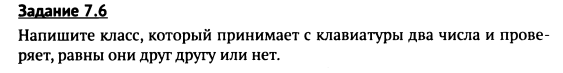 Задание 7.6
Напишите класс, который принимает с клавиатуры два числа и прове-
ряет, равны они друг другу или нет.